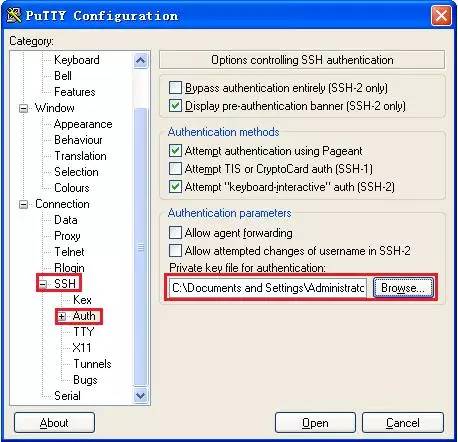 PuTTY Configuration
Category:
Keyboard
Bell
Features
Window
Appearance
Behaviour
Translation
Selection
Colours
Connection
Data
Proxy
Telnet
Rlogin
SSH
Kex
Auth
TTY
X11
Tunnels
Bugs
Serial
Options controlling SSH authentication
Bypass authentication entirely (SSH-2 only)
Display pre-authentication banner (SSH-2 only)
Authentication methods
Attempt authentication using Pageant
Attempt TIS or CryptoCard auth (SSH-1)
Attempt "keyboard-interactive" auth (SSH-2)
Authentication parameters
Allow agent forwarding
Allow attempted changes of username in SSH-2
Private key file for authentication:
C:\Documents and Settings\Administrato Browse...
About Open Cancel